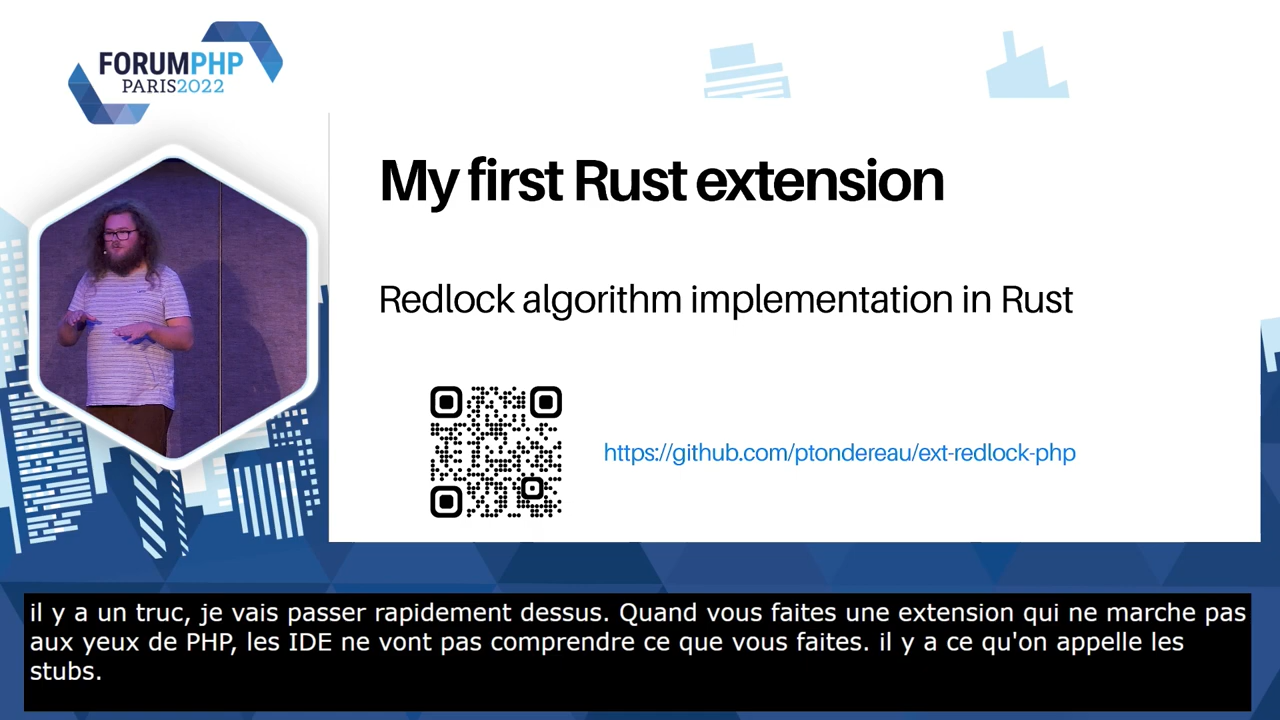 FORUMPHP
PARIS2022
My first Rust extension
Redlock algorithm implementation in Rust
https://github.com/ptondereau/ext-redlock-php
il y a un truc, je vais passer rapidement dessus. Quand vous faites une extension qui ne marche pas
aux yeux de PHP, les IDE ne vont pas comprendre ce que vous faites. il y a ce qu'on appelle les
stubs.